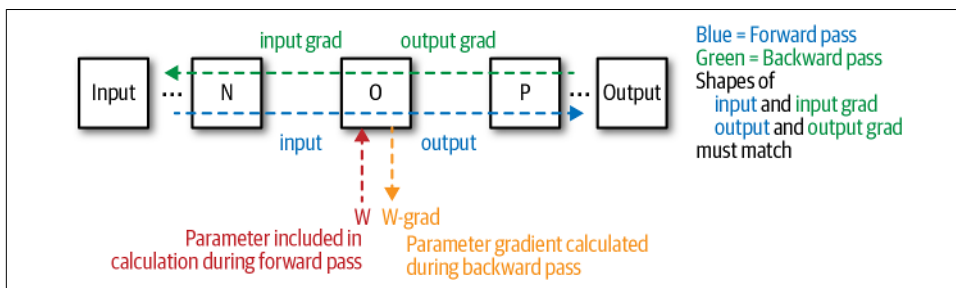 input grad
output grad
Blue = Forward pass
Green = Backward pass
Shapes of
input and input grad
output and output grad
must match
Input
...
N
O
P
...
Output
input
output
W
W-grad
Parameter included in
calculation during forward pass
Parameter gradient calculated
during backward pass